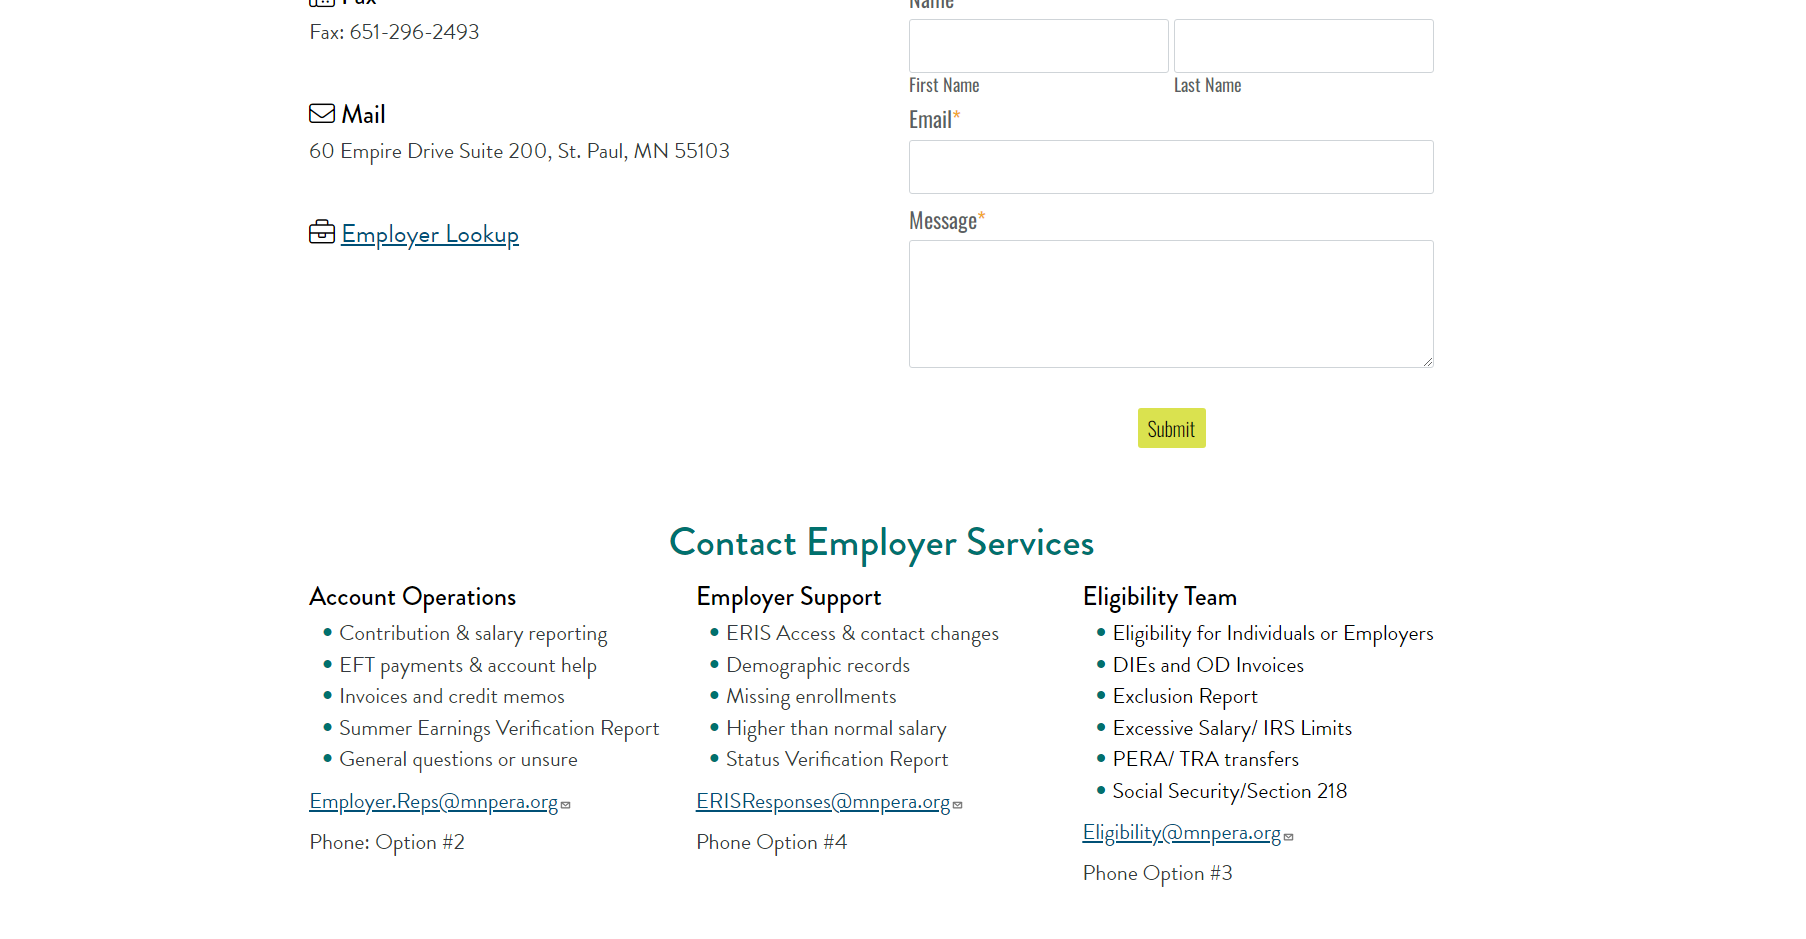 Fax
Fax: 651-296-2493
Mail
60 Empire Drive Suite 200, St. Paul, MN 55103
Employer Lookup
Name
First Name
Last Name
Email*
Message*
Submit
Contact Employer Services
Account Operations
Contribution & salary reporting
EFT payments & account help
Invoices and credit memos
Summer Earnings Verification Report
General questions or unsure
Employer.Reps@mnpera.org
Phone: Option #2
Employer Support
ERIS Access & contact changes
Demographic records
Missing enrollments
Higher than normal salary
Status Verification Report
ERISResponses@mnpera.org
Phone Option #4
Eligibility Team
Eligibility for Individuals or Employers
DIEs and OD Invoices
Exclusion Report
Excessive Salary/ IRS Limits
PERA/ TRA transfers
Social Security/Section 218
Eligibility@mnpera.org
Phone Option #3